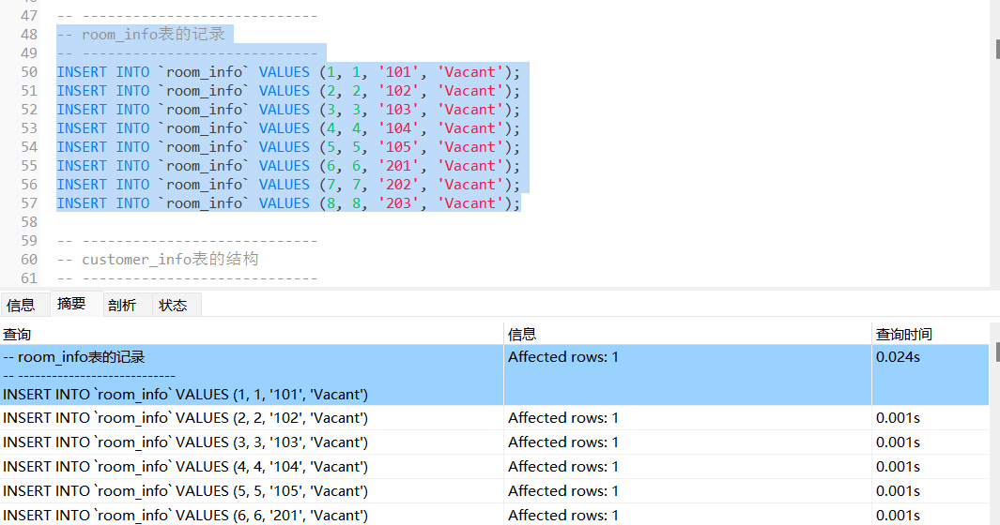 47 -- ----------------------------
48 -- room_info表的记录
49 -- ----------------------------
50 INSERT INTO `room_info` VALUES (1, 1, '101', 'Vacant');
51 INSERT INTO `room_info` VALUES (2, 2, '102', 'Vacant');
52 INSERT INTO `room_info` VALUES (3, 3, '103', 'Vacant');
53 INSERT INTO `room_info` VALUES (4, 4, '104', 'Vacant');
54 INSERT INTO `room_info` VALUES (5, 5, '105', 'Vacant');
55 INSERT INTO `room_info` VALUES (6, 6, '201', 'Vacant');
56 INSERT INTO `room_info` VALUES (7, 7, '202', 'Vacant');
57 INSERT INTO `room_info` VALUES (8, 8, '203', 'Vacant');
58
59 -- ----------------------------
60 -- customer_info表的结构
61 -- ----------------------------
信息 摘要 剖析 状态
查询 信息 查询时间
-- room_info表的记录 Affected rows: 1 0.024s
-- ----------------------------
INSERT INTO `room_info` VALUES (1, 1, '101', 'Vacant')
INSERT INTO `room_info` VALUES (2, 2, '102', 'Vacant') Affected rows: 1 0.001s
INSERT INTO `room_info` VALUES (3, 3, '103', 'Vacant') Affected rows: 1 0.001s
INSERT INTO `room_info` VALUES (4, 4, '104', 'Vacant') Affected rows: 1 0.001s
INSERT INTO `room_info` VALUES (5, 5, '105', 'Vacant') Affected rows: 1 0.001s
INSERT INTO `room_info` VALUES (6, 6, '201', 'Vacant') Affected rows: 1 0.001s